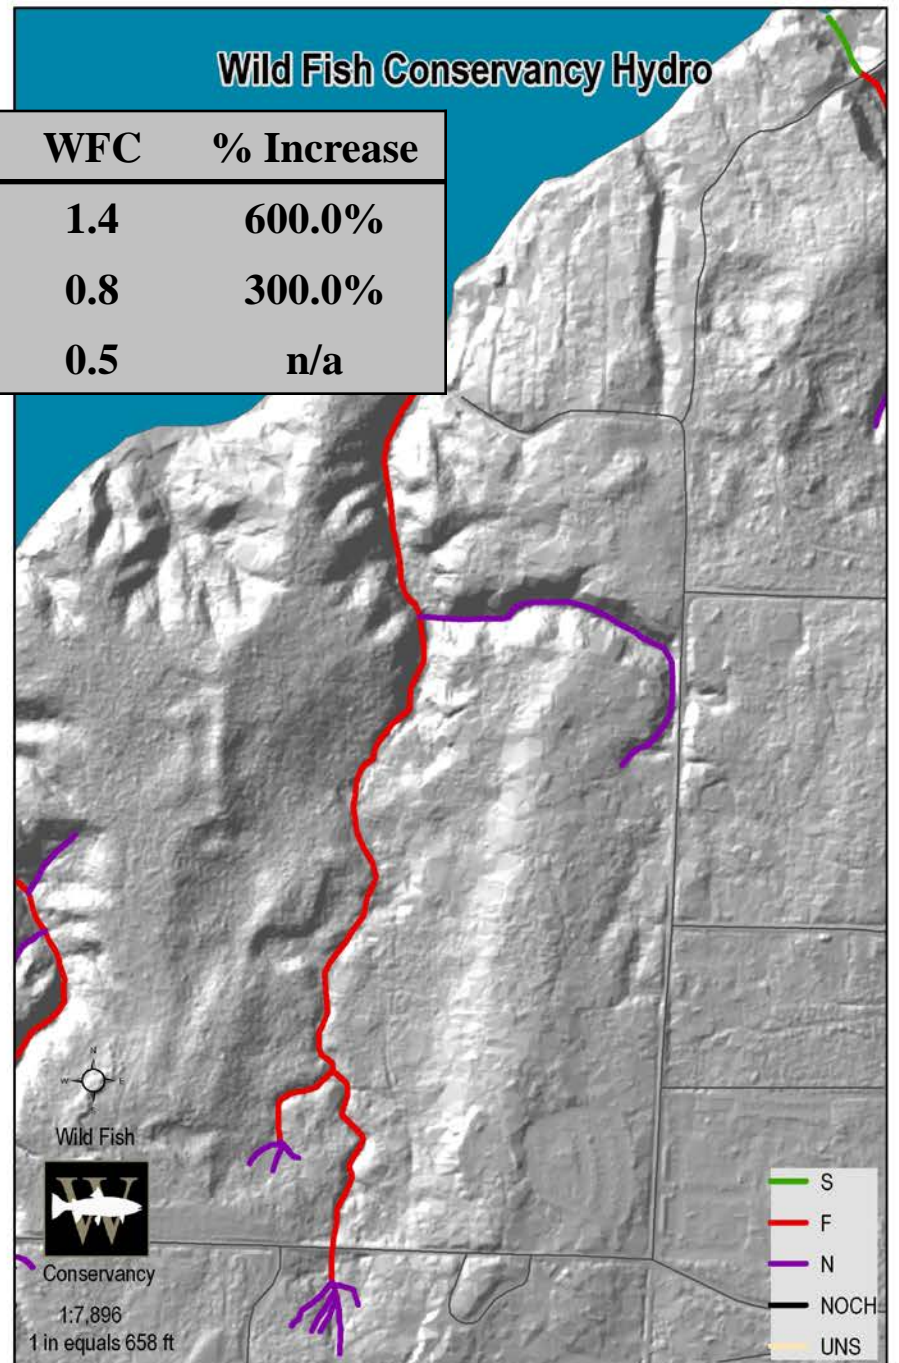 Wild Fish Conservancy Hydro
WFC % Increase
1.4 600.0%
0.8 300.0%
0.5 n/a
N
W E
S
Wild Fish
W
Conservancy
1:7,896
1 in equals 658 ft
S
F
N
NOCH
UNS